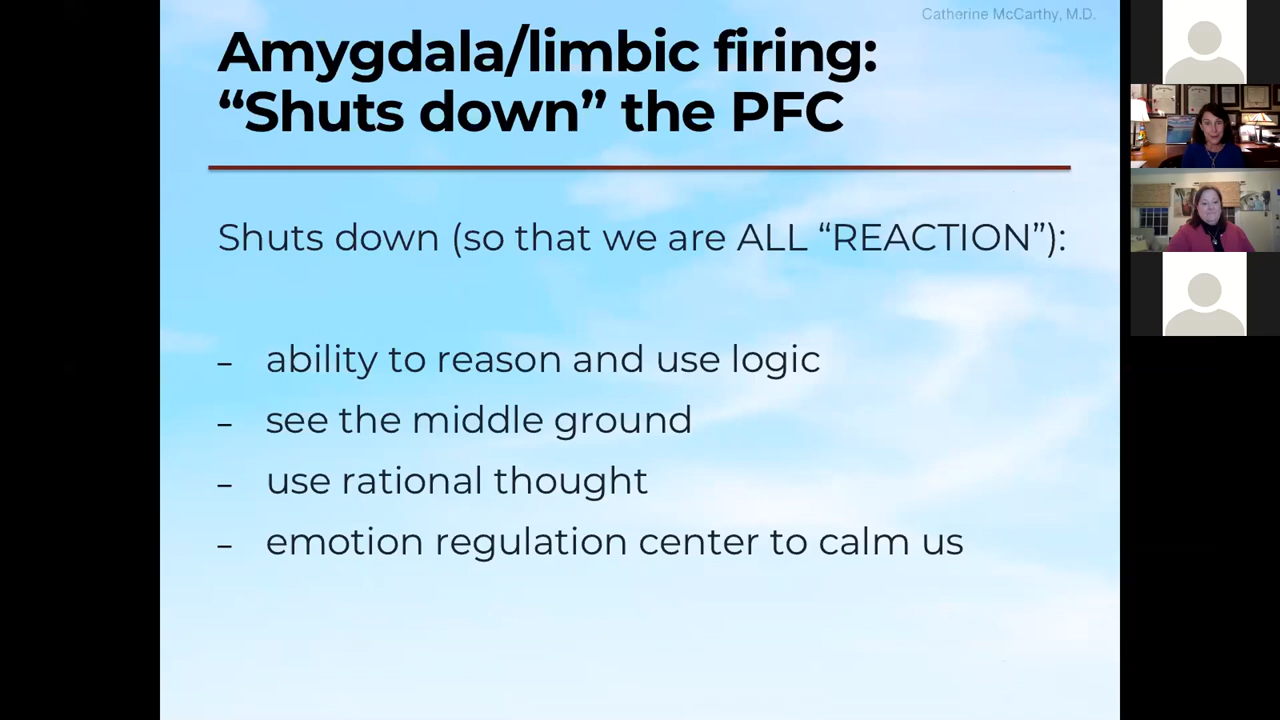 Catherine McCarthy, M.D.
Amygdala/limbic firing:
“Shuts down” the PFC
Shuts down (so that we are ALL “REACTION”):
– ability to reason and use logic
– see the middle ground
– use rational thought
– emotion regulation center to calm us